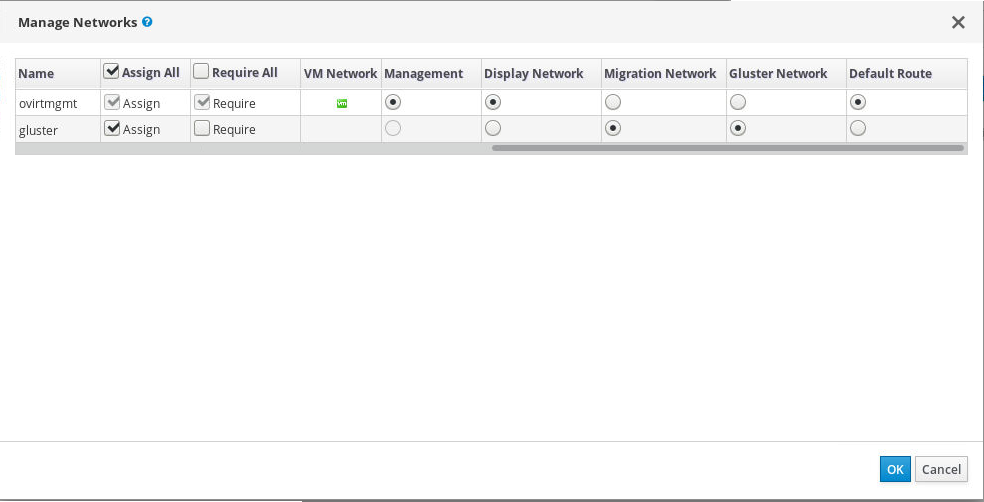 Manage Networks ?
Name Assign All Require All VM Network Management Display Network Migration Network Gluster Network Default Route
ovirtmgmt Assign Require vm
gluster Assign Require
OK Cancel